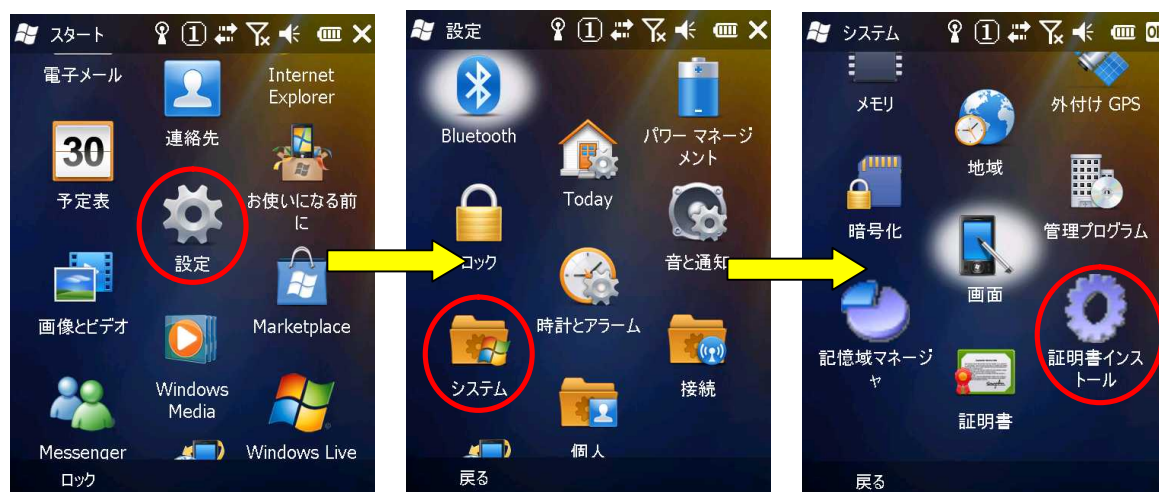 スタート
電子メール
連絡先
Internet
Explorer
30
予定表
設定
お使いになる前
に
画像とビデオ
Windows
Media
Marketplace
Messenger
Windows Live
ロック
設定
Bluetooth
Today
パワー マネージ
メント
ロック
時計とアラーム
音と通知
システム
個人
接続
戻る
システム
メモリ
地域
外付け GPS
暗号化
画面
管理プログラム
記憶域マネージ
ャ
証明書
証明書インス
トール
戻る